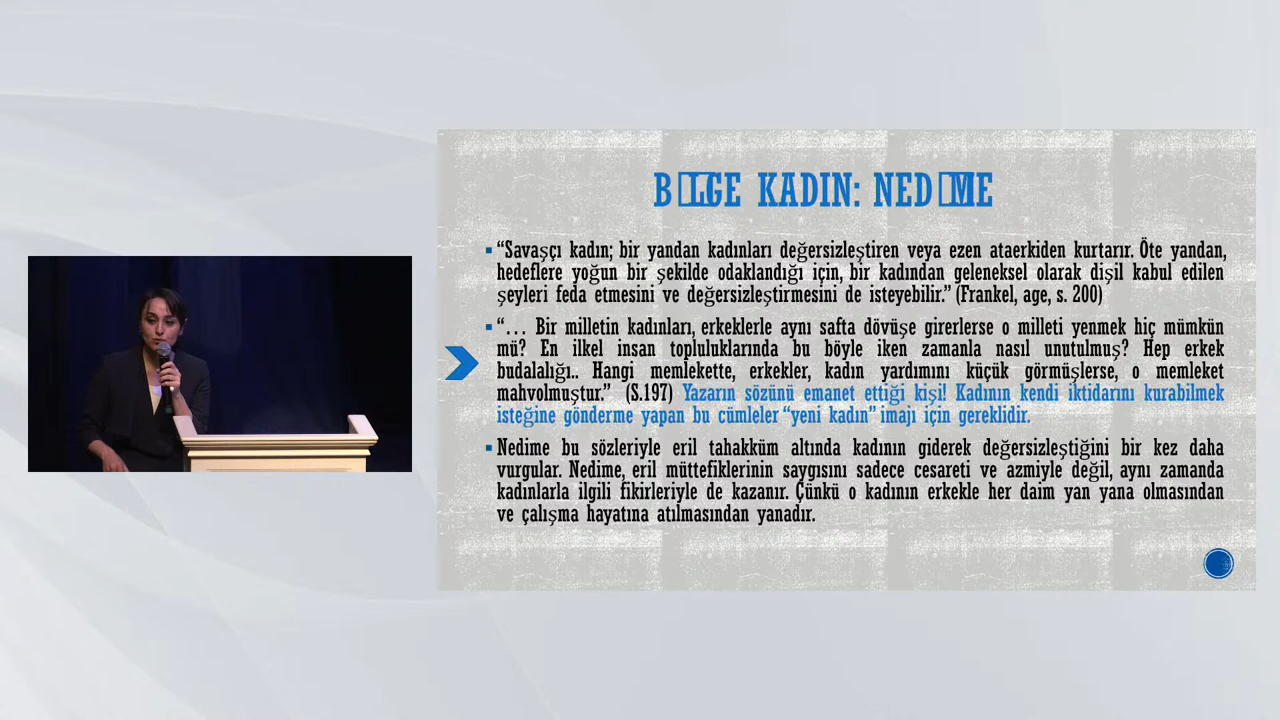 BİLGE KADIN: NEDİME
“Savaşçı kadın; bir yandan kadınları değersizleştiren veya ezen ataerkiden kurtarır. Öte yandan,
hedeflere yoğun bir şekilde odaklandığı için, bir kadından geleneksel olarak dişil kabul edilen
şeyleri feda etmesini ve değersizleştirmesini de isteyebilir.” (Frankel, age, s. 200)
“… Bir milletin kadınları, erkeklerle aynı safta dövüşe girerlerse o milleti yenmek hiç mümkün
mü? En ilkel insan topluluklarında bu böyle iken zamanla nasıl unutulmuş? Hep erkek
budalalığı.. Hangi memlekette, erkekler, kadın yardımını küçük görmüşlerse, o memleket
mahvolmuştur.” (S.197) Yazarın sözünü emanet ettiği kişi! Kadının kendi iktidarını kurabilmek
isteğine gönderme yapan bu cümleler “yeni kadın” imajı için gereklidir.
Nedime bu sözleriyle eril tahakküm altında kadının giderek değersizleştiğini bir kez daha
vurgular. Nedime, eril müttefiklerinin saygısını sadece cesareti ve azmiyle değil, aynı zamanda
kadınlarla ilgili fikirleriyle de kazanır. Çünkü o kadının erkekle her daim yan yana olmasından
ve çalışma hayatına atılmasından yanadır.